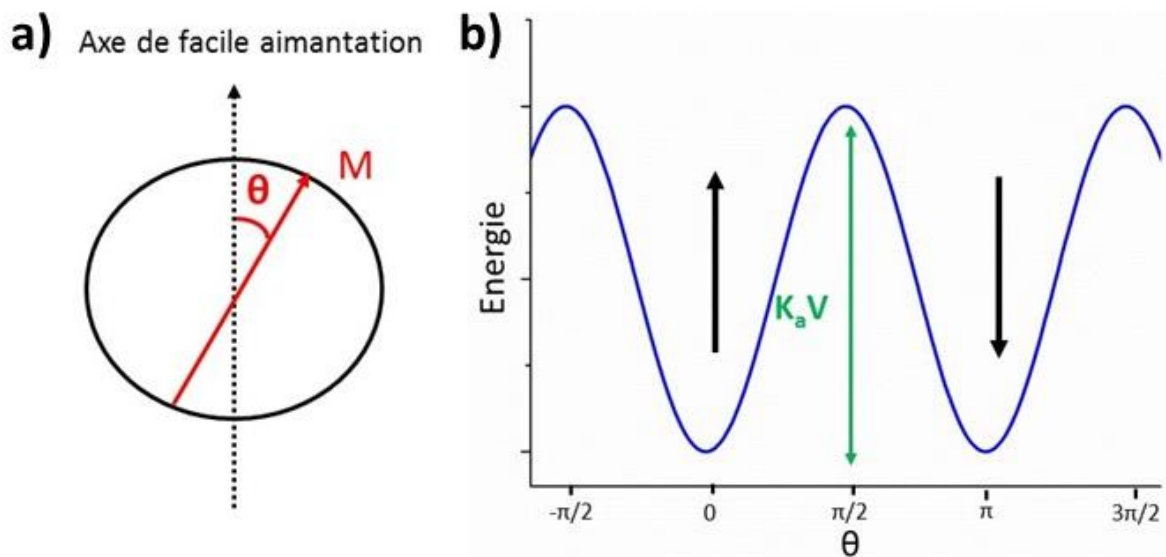 a) Axe de facile aimantation
M
θ
b)
Energie
KaV
-π/2 0 π/2 π 3π/2
θ